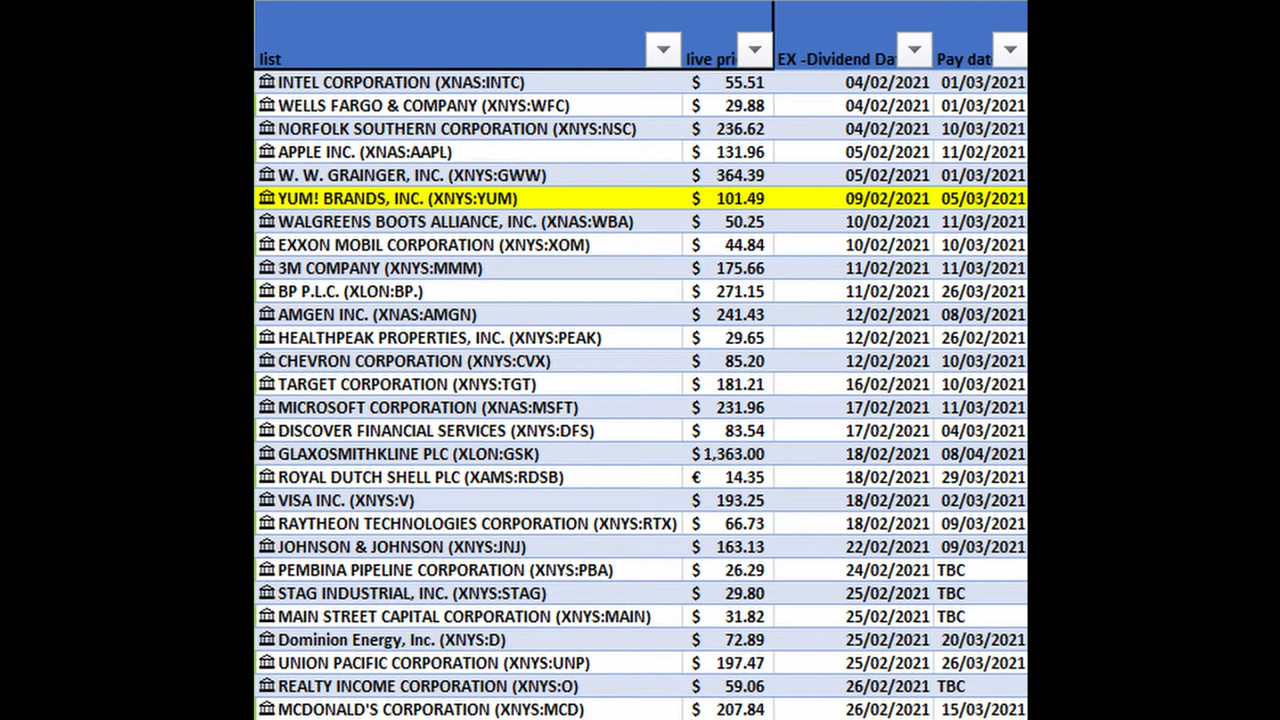 list live pri EX -Dividend Da Pay dat
INTEL CORPORATION (XNAS:INTC) $ 55.51 04/02/2021 01/03/2021
WELLS FARGO & COMPANY (XNYS:WFC) $ 29.88 04/02/2021 01/03/2021
NORFOLK SOUTHERN CORPORATION (XNYS:NSC) $ 236.62 04/02/2021 10/03/2021
APPLE INC. (XNAS:AAPL) $ 131.96 05/02/2021 11/02/2021
W. W. GRAINGER, INC. (XNYS:GWW) $ 364.39 05/02/2021 01/03/2021
YUM! BRANDS, INC. (XNYS:YUM) $ 101.49 09/02/2021 05/03/2021
WALGREENS BOOTS ALLIANCE, INC. (XNAS:WBA) $ 50.25 10/02/2021 11/03/2021
EXXON MOBIL CORPORATION (XNYS:XOM) $ 44.84 10/02/2021 10/03/2021
3M COMPANY (XNYS:MMM) $ 175.66 11/02/2021 11/03/2021
BP P.L.C. (XLON:BP.) $ 271.15 11/02/2021 26/03/2021
AMGEN INC. (XNAS:AMGN) $ 241.43 12/02/2021 08/03/2021
HEALTHPEAK PROPERTIES, INC. (XNYS:PEAK) $ 29.65 12/02/2021 26/02/2021
CHEVRON CORPORATION (XNYS:CVX) $ 85.20 12/02/2021 10/03/2021
TARGET CORPORATION (XNYS:TGT) $ 181.21 16/02/2021 10/03/2021
MICROSOFT CORPORATION (XNAS:MSFT) $ 231.96 17/02/2021 11/03/2021
DISCOVER FINANCIAL SERVICES (XNYS:DFS) $ 83.54 17/02/2021 04/03/2021
GLAXOSMITHKLINE PLC (XLON:GSK) $ 1,363.00 18/02/2021 08/04/2021
ROYAL DUTCH SHELL PLC (XAMS:RDSB) € 14.35 18/02/2021 29/03/2021
VISA INC. (XNYS:V) $ 193.25 18/02/2021 02/03/2021
RAYTHEON TECHNOLOGIES CORPORATION (XNYS:RTX) $ 66.73 18/02/2021 09/03/2021
JOHNSON & JOHNSON (XNYS:JNJ) $ 163.13 22/02/2021 09/03/2021
PEMBINA PIPELINE CORPORATION (XNYS:PBA) $ 26.29 24/02/2021 TBC
STAG INDUSTRIAL, INC. (XNYS:STAG) $ 29.80 25/02/2021 TBC
MAIN STREET CAPITAL CORPORATION (XNYS:MAIN) $ 31.82 25/02/2021 TBC
Dominion Energy, Inc. (XNYS:D) $ 72.89 25/02/2021 20/03/2021
UNION PACIFIC CORPORATION (XNYS:UNP) $ 197.47 25/02/2021 26/03/2021
REALTY INCOME CORPORATION (XNYS:O) $ 59.06 26/02/2021 TBC
MCDONALD'S CORPORATION (XNYS:MCD) $ 207.84 26/02/2021 15/03/2021